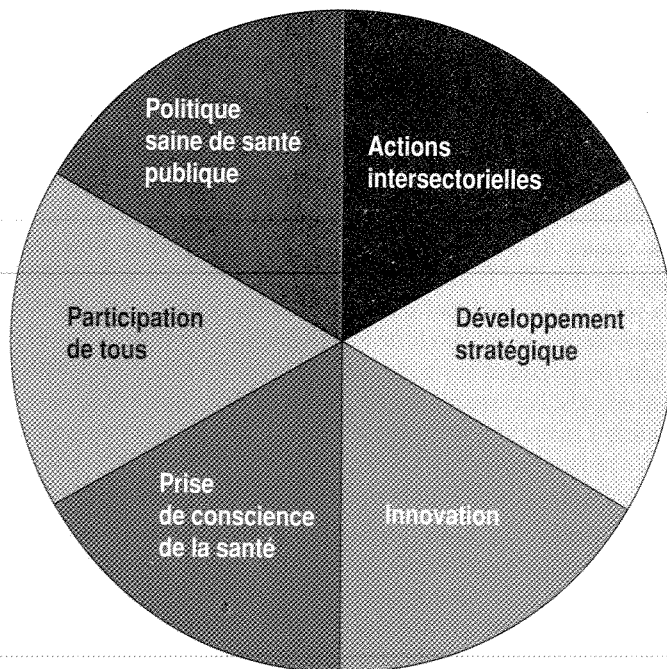 Politique
saine de santé
publique
Actions
intersectorielles
Participation
de tous
Développement
stratégique
Prise
de conscience
de la santé
Innovation